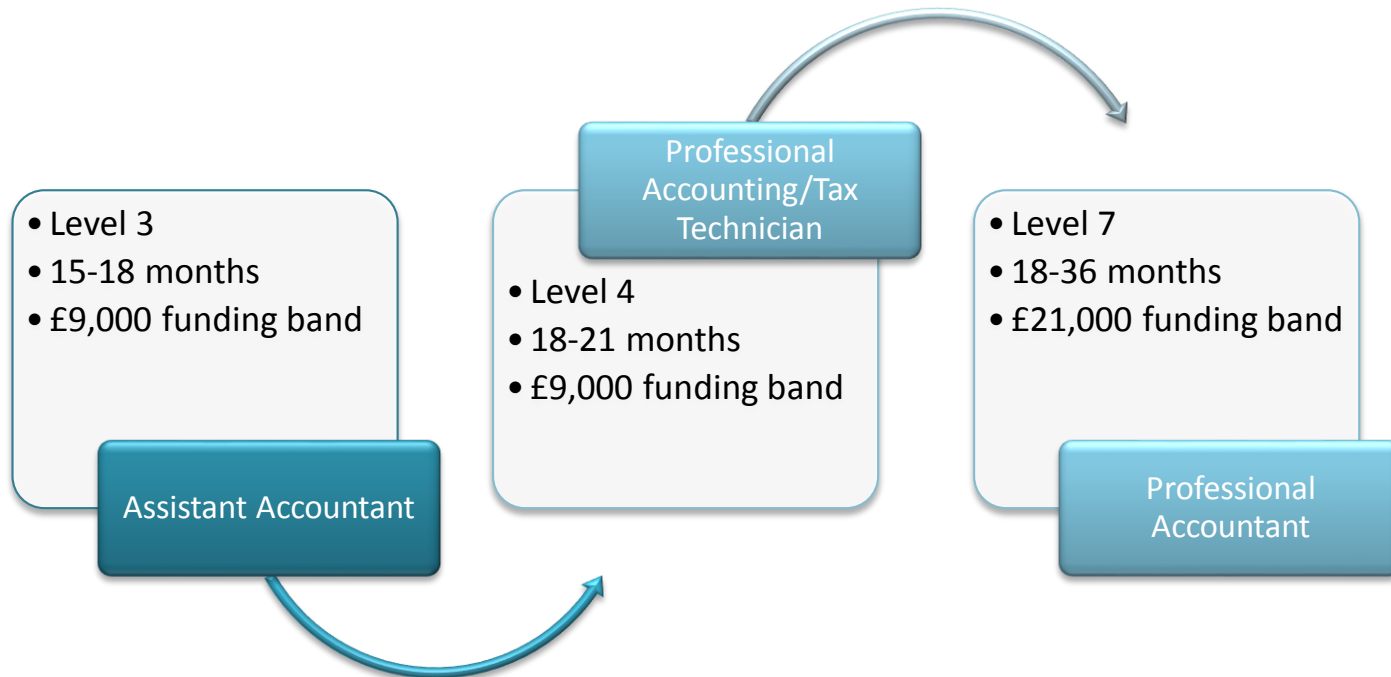 • Level 3
• 15-18 months
• £9,000 funding band
Assistant Accountant
Professional
Accounting/Tax
Technician
• Level 4
• 18-21 months
• £9,000 funding band
• Level 7
• 18-36 months
• £21,000 funding band
Professional
Accountant